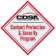 CDSA
Content Protection
& Security
Program